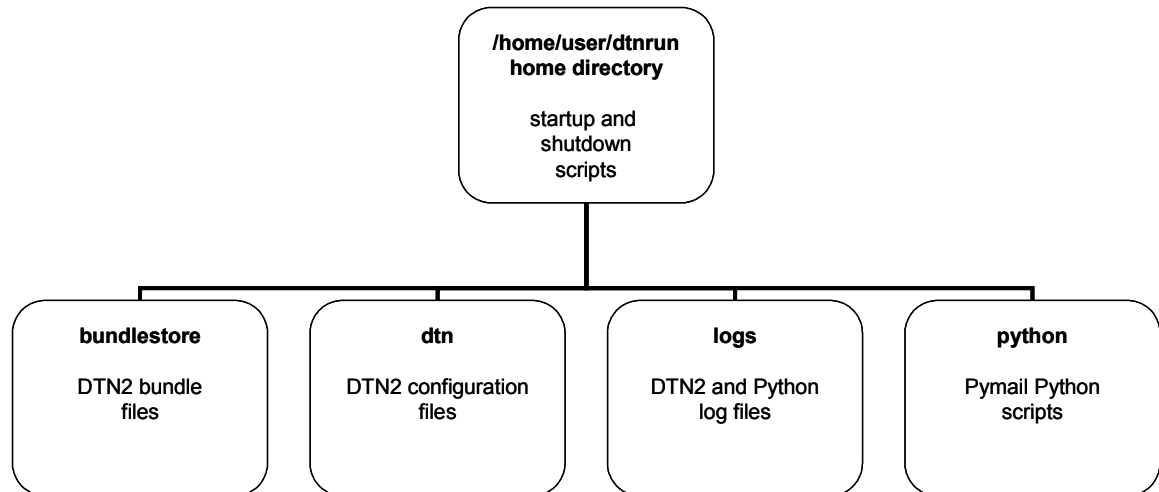 /home/user/dtnrun
home directory
startup and
shutdown
scripts
bundlestore
DTN2 bundle
files
dtn
DTN2 configuration
files
logs
DTN2 and Python
log files
python
Pymail Python
scripts